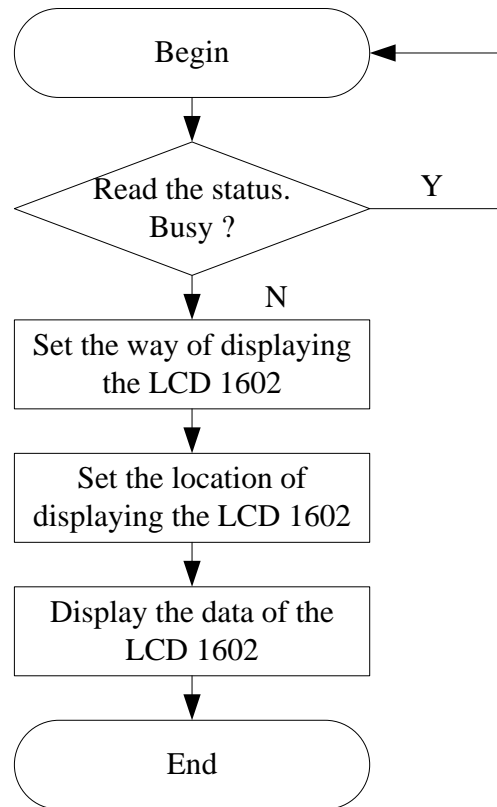 Begin
Read the status.
Busy ?
Y
N
Set the way of displaying
the LCD 1602
Set the location of
displaying the LCD 1602
Display the data of the
LCD 1602
End